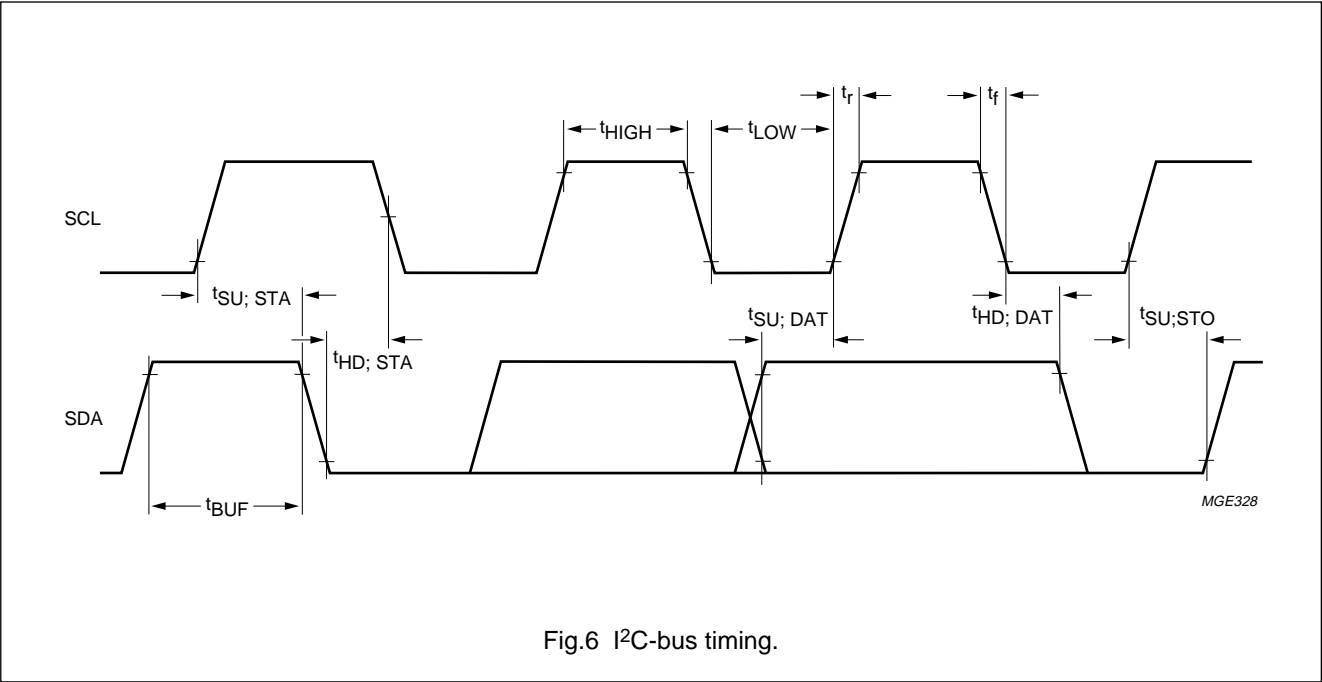 tr
tf
tHIGH
tLOW
SCL
tSU; STA
tSU; DAT
tHD; DAT
tSU;STO
tHD; STA
SDA
tBUF
MGE328
Fig.6 I²C-bus timing.